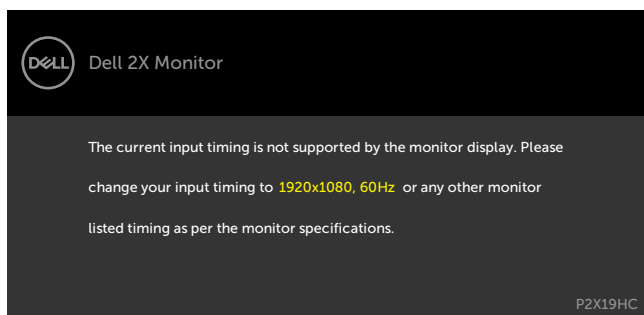 DELL
Dell 2X Monitor
The current input timing is not supported by the monitor display. Please
change your input timing to 1920x1080, 60Hz or any other monitor
listed timing as per the monitor specifications.
P2X19HC